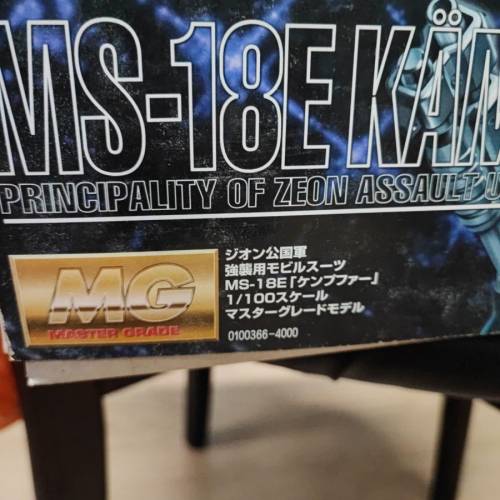 MS-18E KÄM
PRINCIPALITY OF ZEON ASSAULT U
MG
MASTER GRADE
ジオン公国軍
強襲用モビルスーツ
MS-18E「ケンプファー」
1/100スケール
マスターグレードモデル
0100366-4000